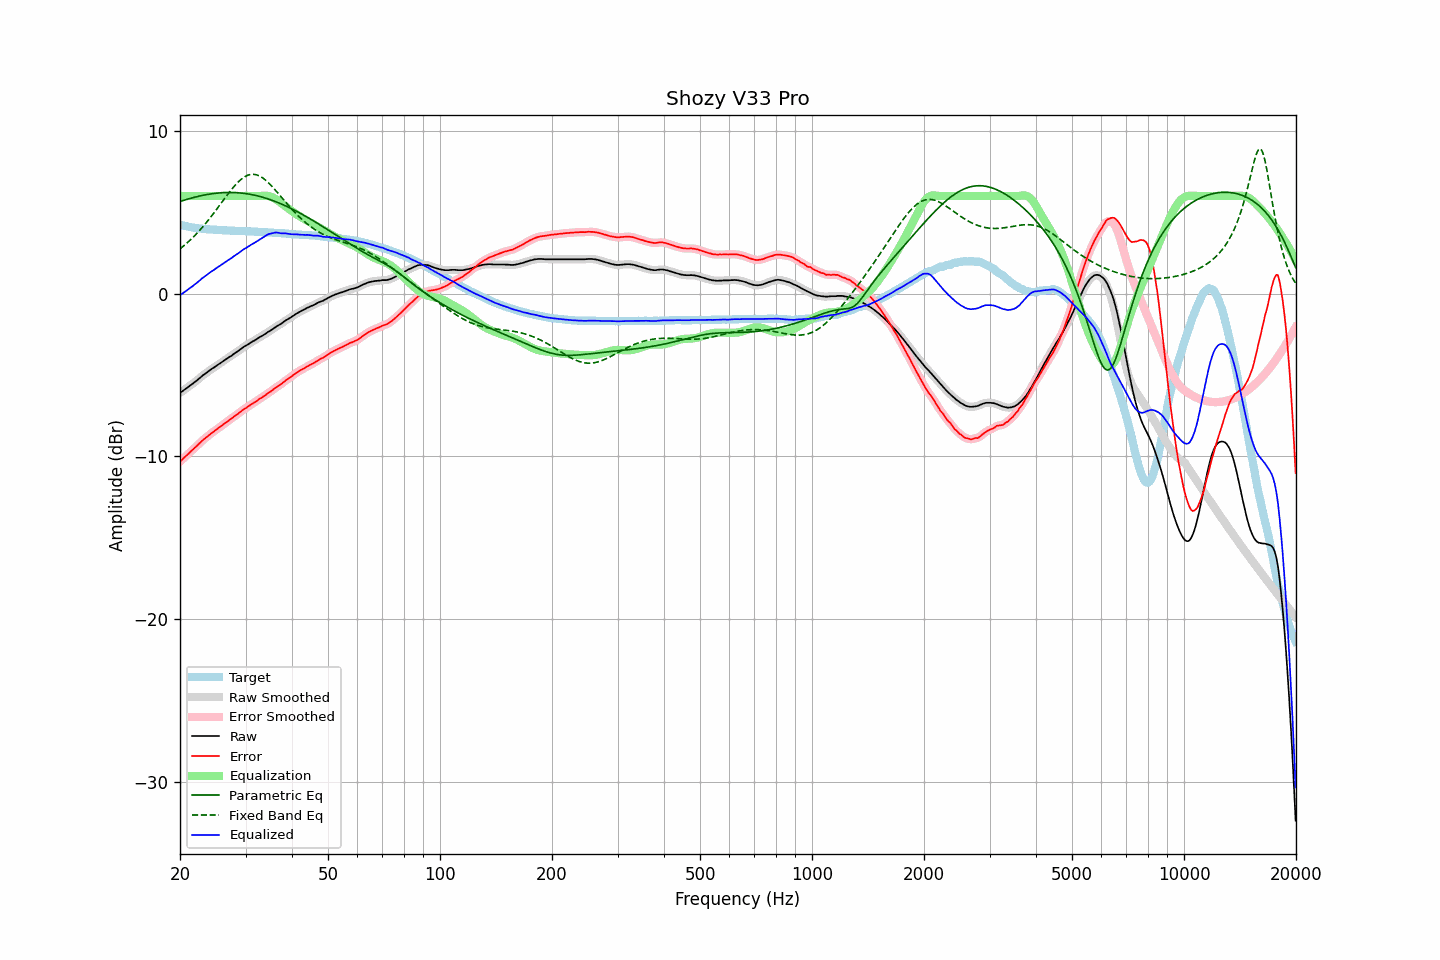 Shozy V33 Pro
Amplitude (dBr)
10
0
−10
−20
−30
Target
Raw Smoothed
Error Smoothed
Raw
Error
Equalization
Parametric Eq
Fixed Band Eq
Equalized
20 50 100 200 500 1000 2000 5000 10000 20000
Frequency (Hz)